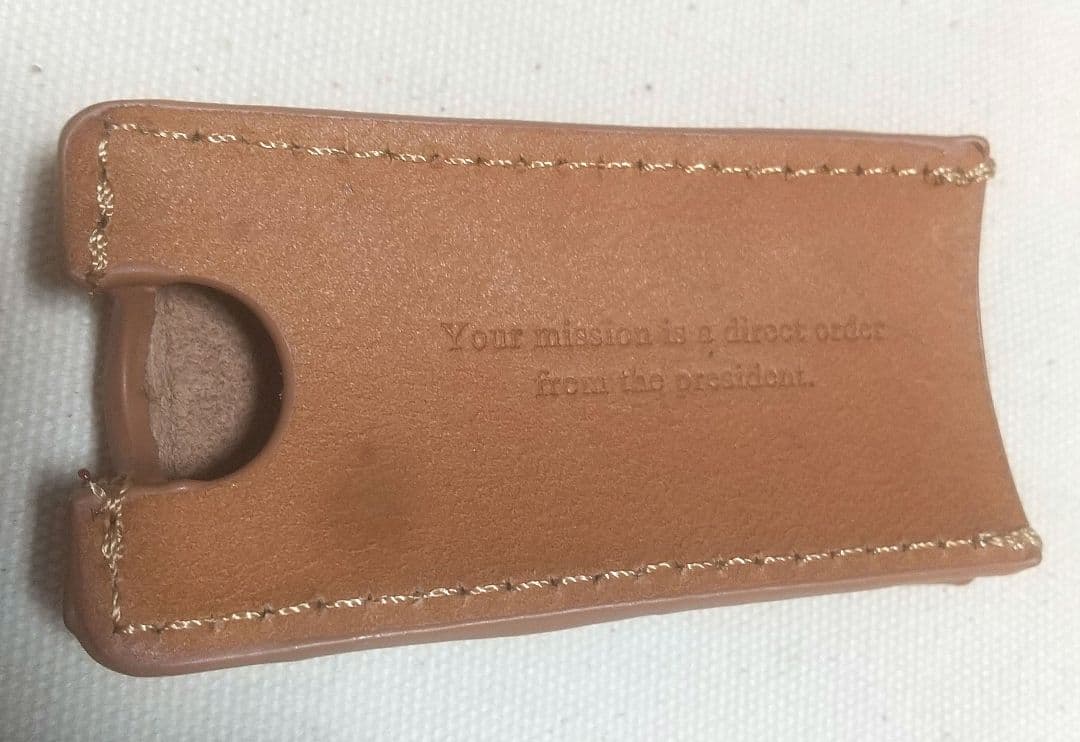 Your mission is a direct order
from the president.